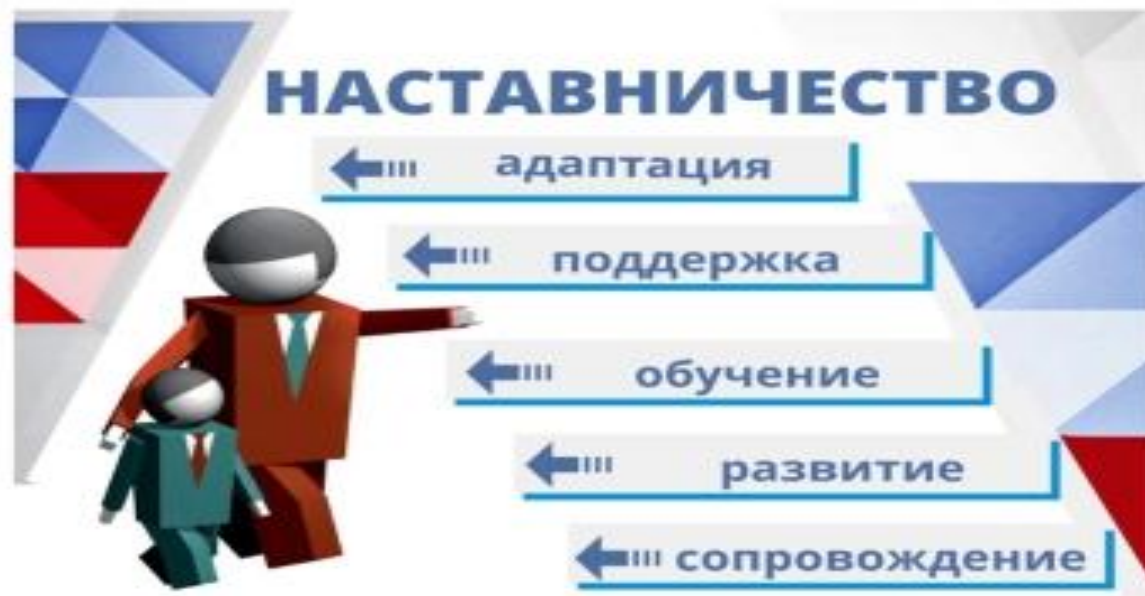 НАСТАВНИЧЕСТВО
адаптация
поддержка
обучение
развитие
сопровождение